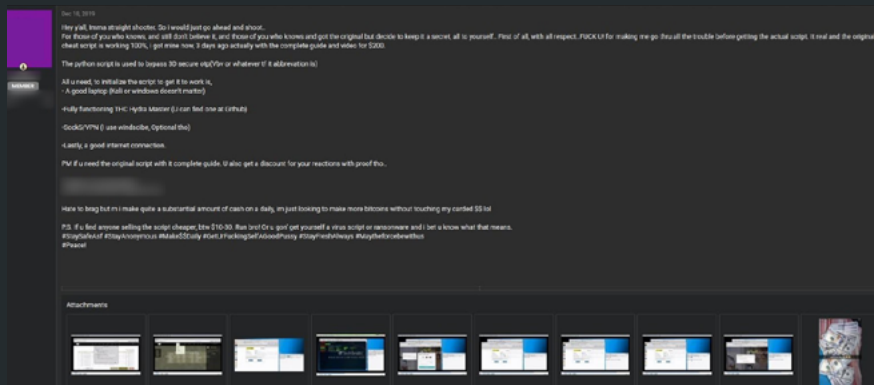 Dec 18, 2019
Hey y'all, Imma straight shooter. So I would just go ahead and shoot..
For those of you who knows, and still don't believe it, and those of you who knows and got the original but decide to keep it a secret, all to yourself.. First of all, with all respect..FUCK U! for making me go thru all the trouble before getting the actual script. It real and the original
cheat script is working 100%, i got mine now, 3 days ago actually with the complete guide and video for $200.
The python script is used to bypass 3D secure otp(Vbv or whatever tf it abbrevation is)
All u need, to initialize the script to get it to work is,
- A good laptop (Kali or windows doesn't matter)
-Fully functioning THC Hydra Master (U can find one at Github)
-Sock5/VPN (I use windscibe, Optional tho)
-Lastly, a good internet connection.
PM if u need the original script with it complete guide. U also get a discount for your reactions with proof tho..
Hate to brag but m i make quite a substantial amount of cash on a daily, im just looking to make more bitcoins without touching my carded $$ lol
P.S. If u find anyone selling the script cheaper, btw $10-30. Run bro! Or u gon' get yourself a virus script or ransomware and i bet u know what that means.
#StaySafeAsf #StayAnonymous #Make$$Daily #GetUrFuckingSelfAGoodPussy #StayFreshAlways #Maytheforcebewithus
#Peace!
MEMBER
Attachments